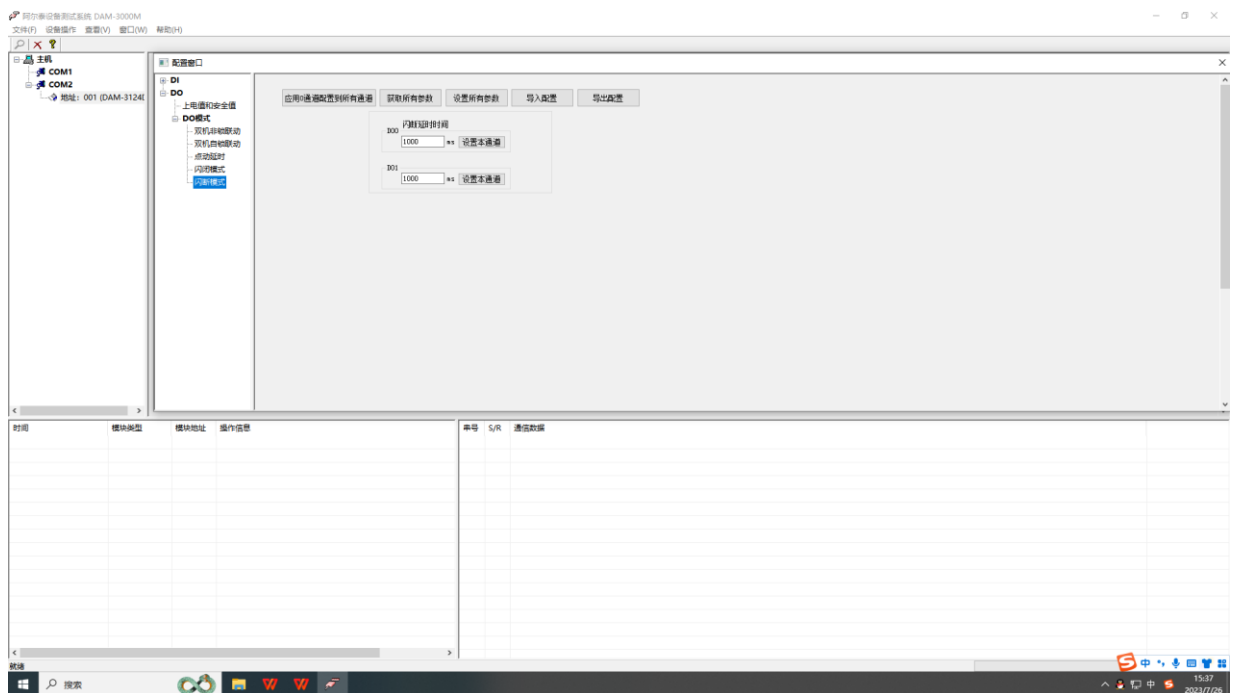 阿尔泰设备测试系统 DAM-3000M
文件(F) 设备操作 查看(V) 窗口(W) 帮助(H)
主机
COM1
COM2
地址: 001 (DAM-3124D
配置窗口
DI
DO
上电值和安全值
DO模式
双机非锁联动
双机自锁联动
点动延时
闪闭模式
闪断模式
应用0通道配置到所有通道 获取所有参数 设置所有参数 导入配置 导出配置
闪断延时时间
DO0
1000 ms 设置本通道
DO1
1000 ms 设置本通道
时间 模块类型 模块地址 操作信息
串号 S/R 通信数据
就绪
中
搜索
中
15:37
2023/7/26